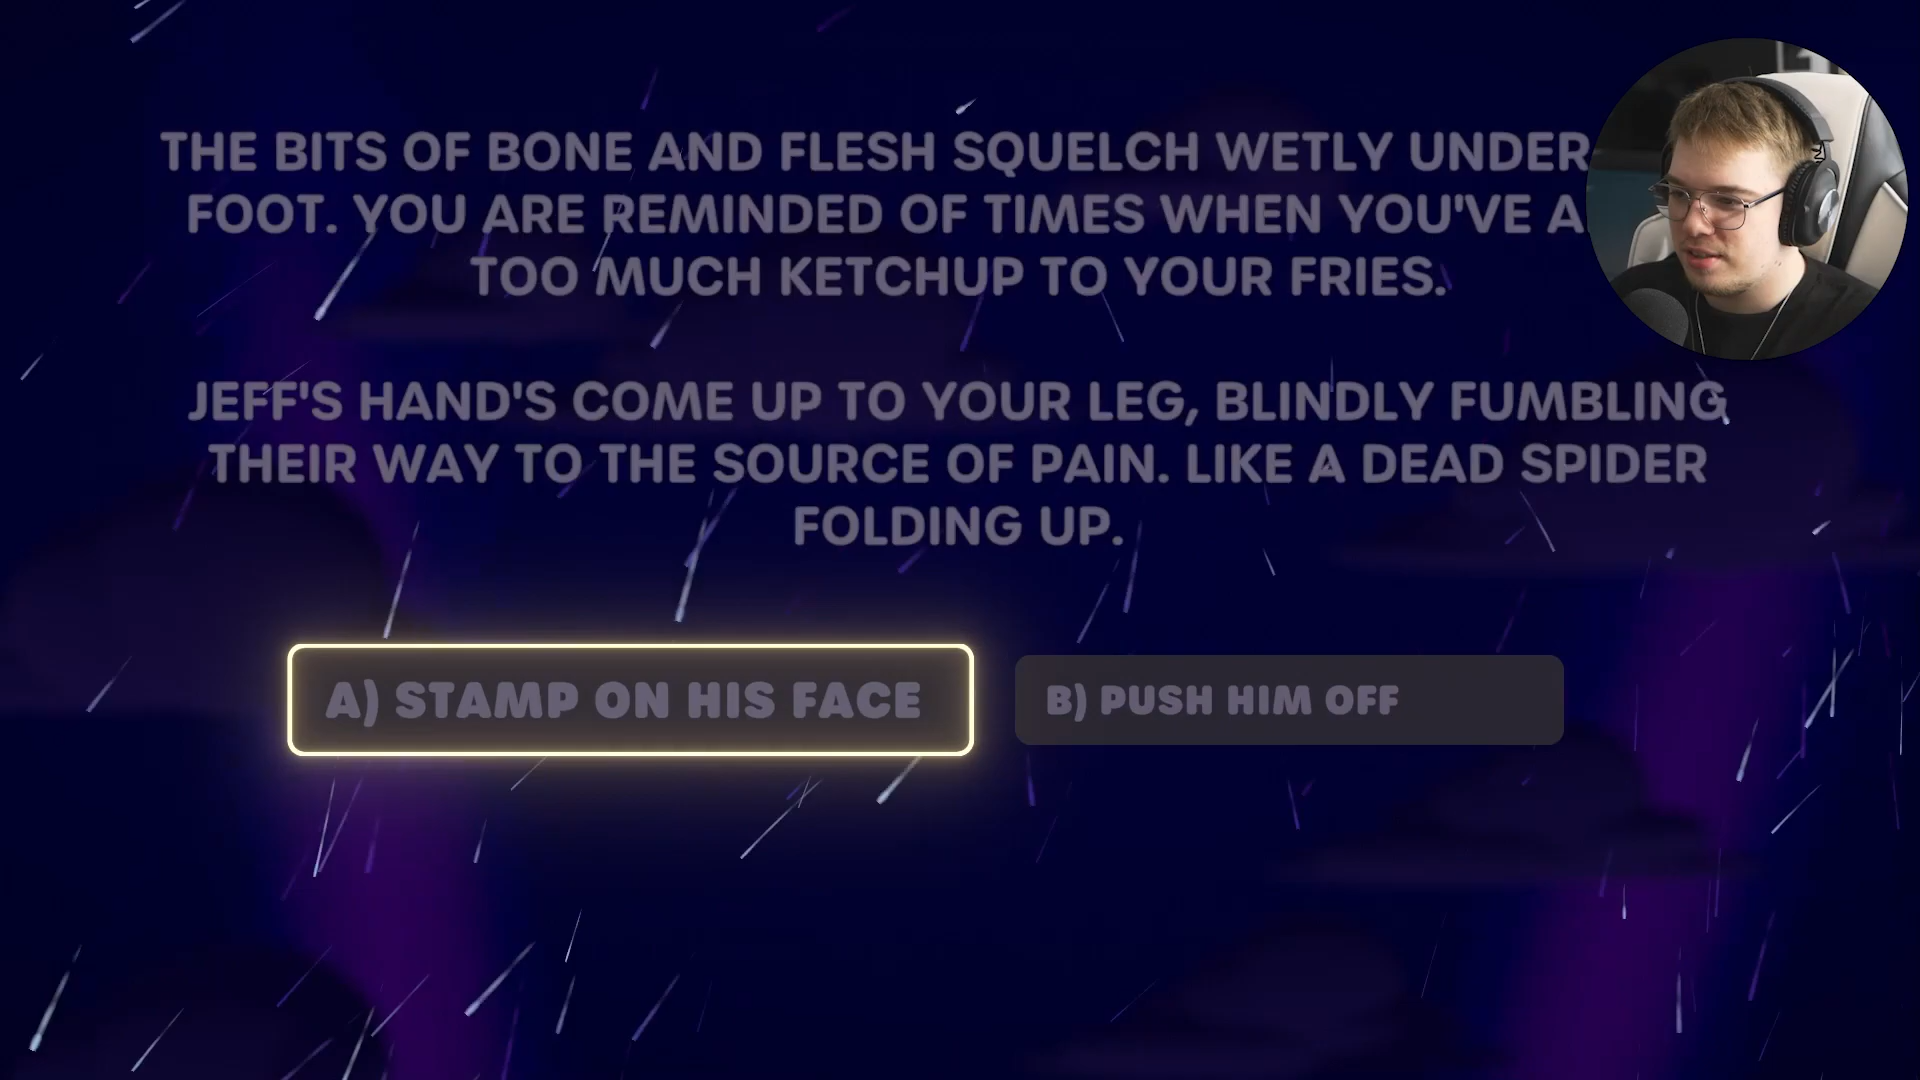 THE BITS OF BONE AND FLESH SQUELCH WETLY UNDER
FOOT. YOU ARE REMINDED OF TIMES WHEN YOU'VE
TOO MUCH KETCHUP TO YOUR FRIES.
JEFF'S HAND'S COME UP TO YOUR LEG, BLINDLY FUMBLING
THEIR WAY TO THE SOURCE OF PAIN. LIKE A DEAD SPIDER
FOLDING UP.
A) STAMP ON HIS FACE
B) PUSH HIM OFF